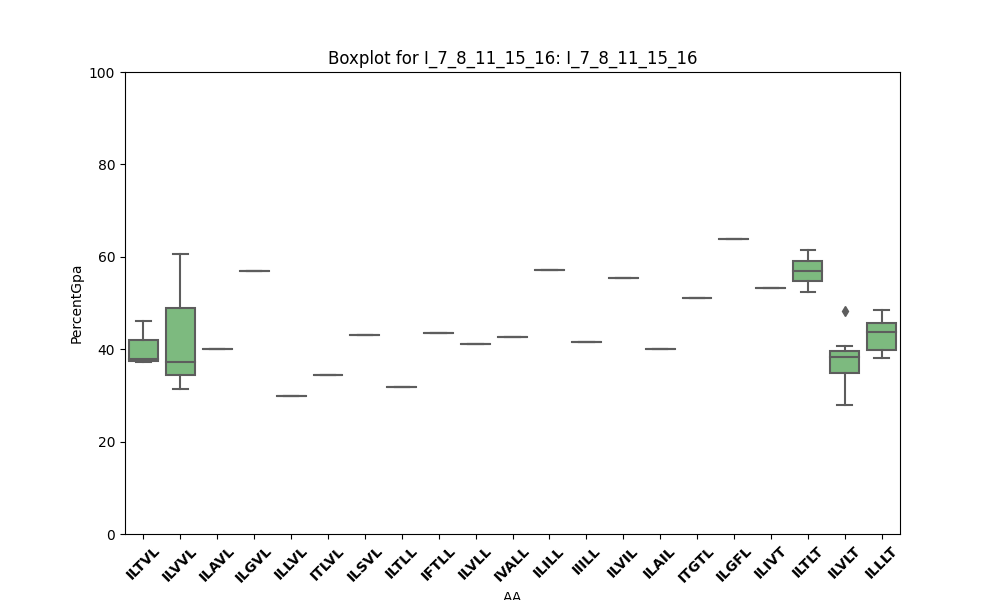 Boxplot for I_7_8_11_15_16: I_7_8_11_15_16
100
80
60
40
20
0
PercentGpa
ILTVL ILVVL ILAVL ILGVL ILLVL ITLVL ILSVL ILTLL IFTLL ILVLL IVALL ILILL IIILL ILVIL ILAIL ITGTL ILGFL ILIVT ILTLT ILVLT ILLLT
AA